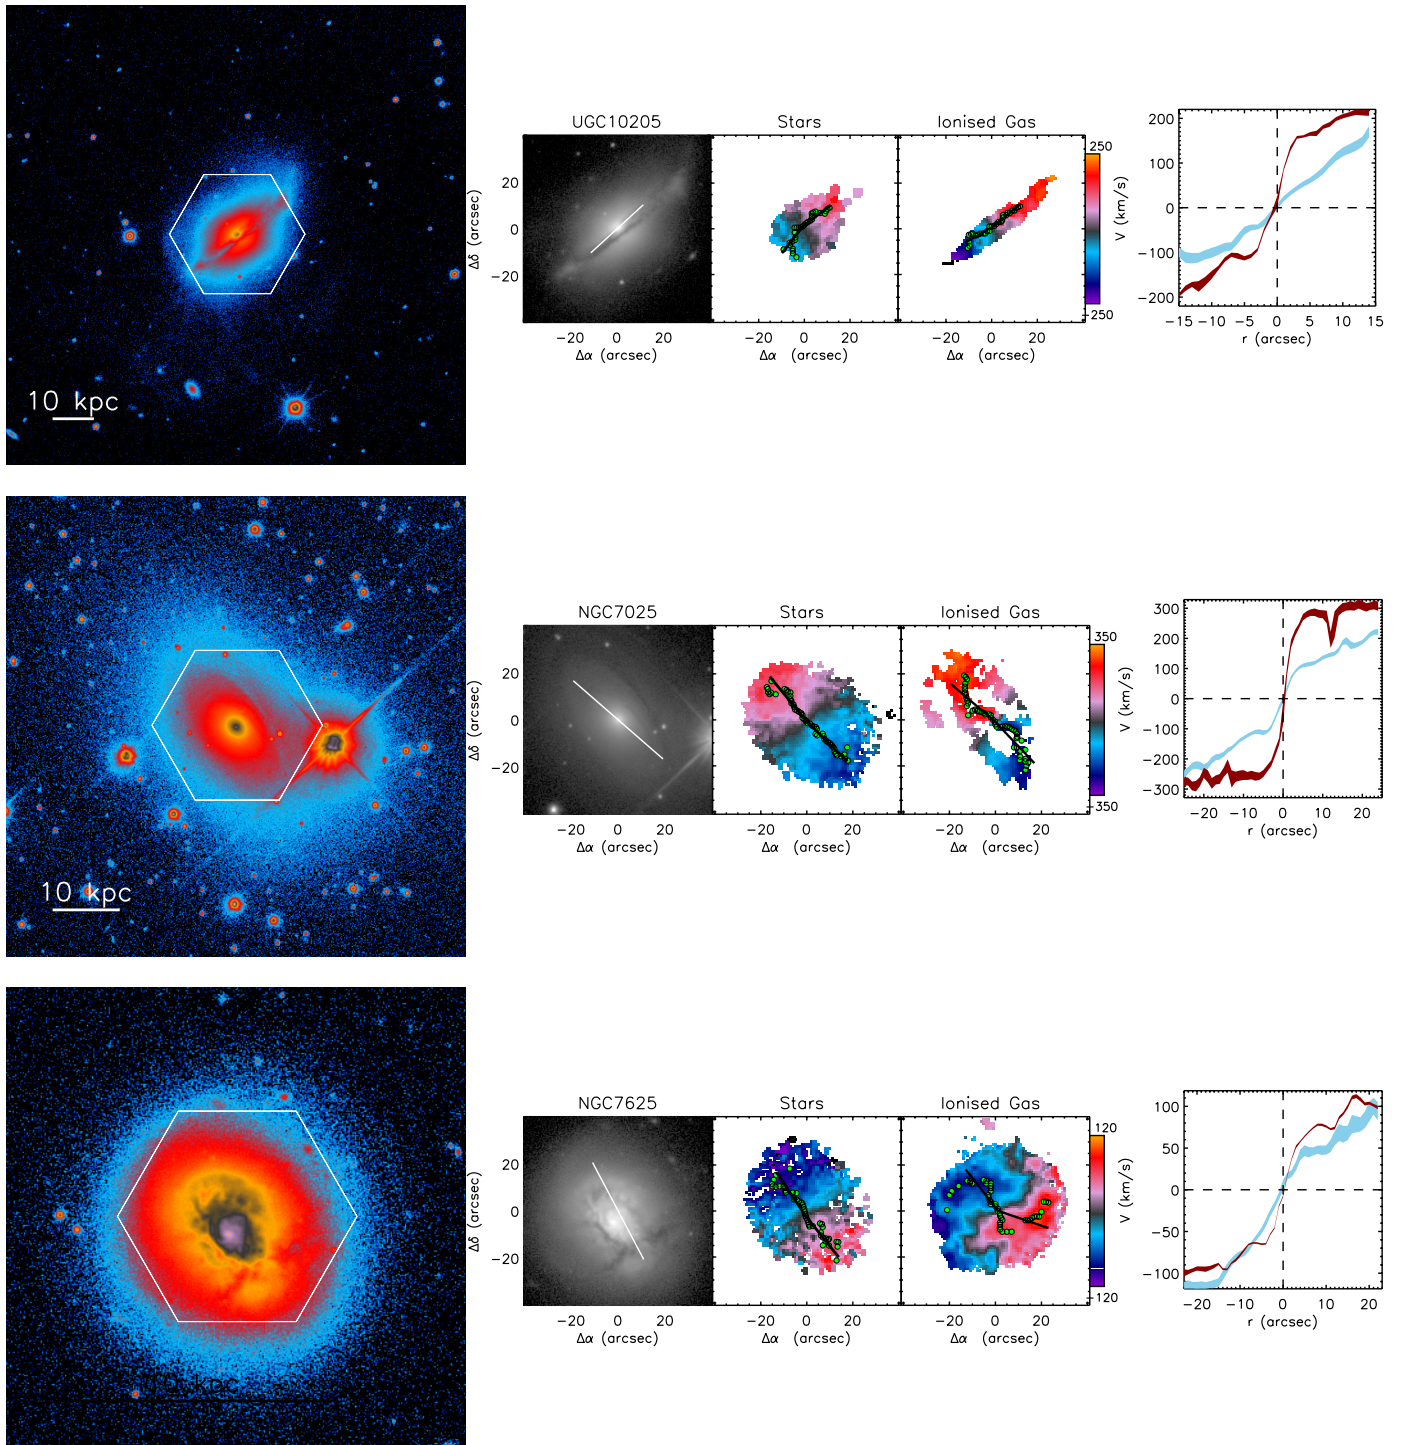 10 kpc
UGC10205 Stars Ionised Gas
Δδ (arcsec)
20
0
−20
−20 0 20
Δα (arcsec)
−20 0 20
Δα (arcsec)
−20 0 20
Δα (arcsec)
250
250
V (km/s)
200
100
0
−100
−200
−15 −10 −5 0 5 10 15
r (arcsec)
10 kpc
NGC7025 Stars Ionised Gas
Δδ (arcsec)
20
0
−20
−20 0 20
Δα (arcsec)
−20 0 20
Δα (arcsec)
−20 0 20
Δα (arcsec)
350
350
V (km/s)
300
200
100
0
−100
−200
−300
−20 −10 0 10 20
r (arcsec)
NGC7625 Stars Ionised Gas
Δδ (arcsec)
20
0
−20
−20 0 20
Δα (arcsec)
−20 0 20
Δα (arcsec)
−20 0 20
Δα (arcsec)
120
120
V (km/s)
100
50
0
−50
−100
−20 −10 0 10 20
r (arcsec)
kpc